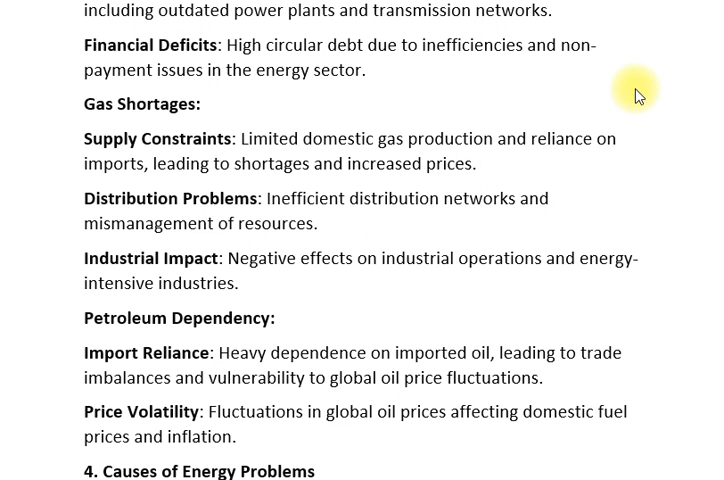 including outdated power plants and transmission networks.
Financial Deficits: High circular debt due to inefficiencies and non-
payment issues in the energy sector.
Gas Shortages:
Supply Constraints: Limited domestic gas production and reliance on
imports, leading to shortages and increased prices.
Distribution Problems: Inefficient distribution networks and
mismanagement of resources.
Industrial Impact: Negative effects on industrial operations and energy-
intensive industries.
Petroleum Dependency:
Import Reliance: Heavy dependence on imported oil, leading to trade
imbalances and vulnerability to global oil price fluctuations.
Price Volatility: Fluctuations in global oil prices affecting domestic fuel
prices and inflation.
4. Causes of Energy Problems